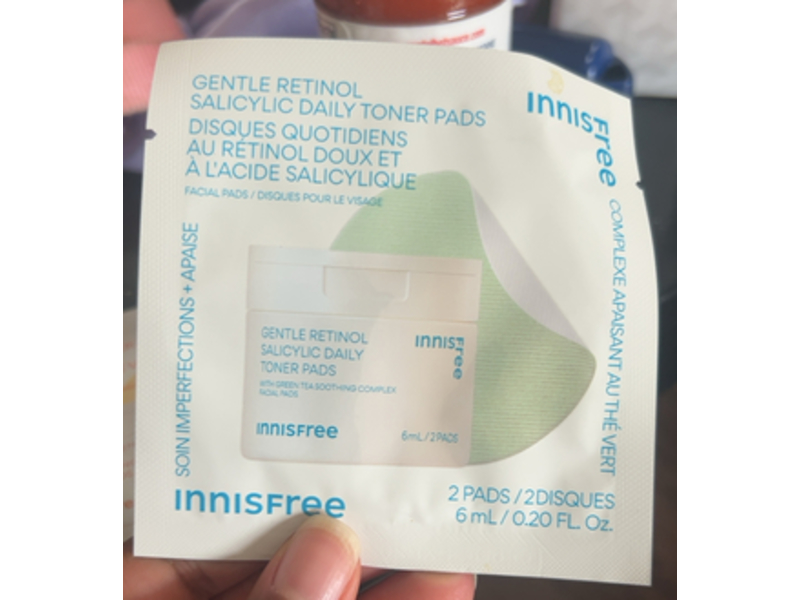 GENTLE RETINOL
SALICYLIC DAILY TONER PADS
DISQUES QUOTIDIENS
AU RÉTINOL DOUX ET
À L'ACIDE SALICYLIQUE
FACIAL PADS / DISQUES POUR LE VISAGE
INNISFree
COMPLEXE APAISANT AU THÉ VERT
SOIN IMPERFECTIONS + APAISE
GENTLE RETINOL
SALICYLIC DAILY
TONER PADS
WITH GREEN TEA SOOTHING COMPLEX
FACIAL PADS
INNISFree
INNISFree
6mL/2PADS
INNISFree
2 PADS / 2DISQUES
6 mL / 0.20 FL. Oz.